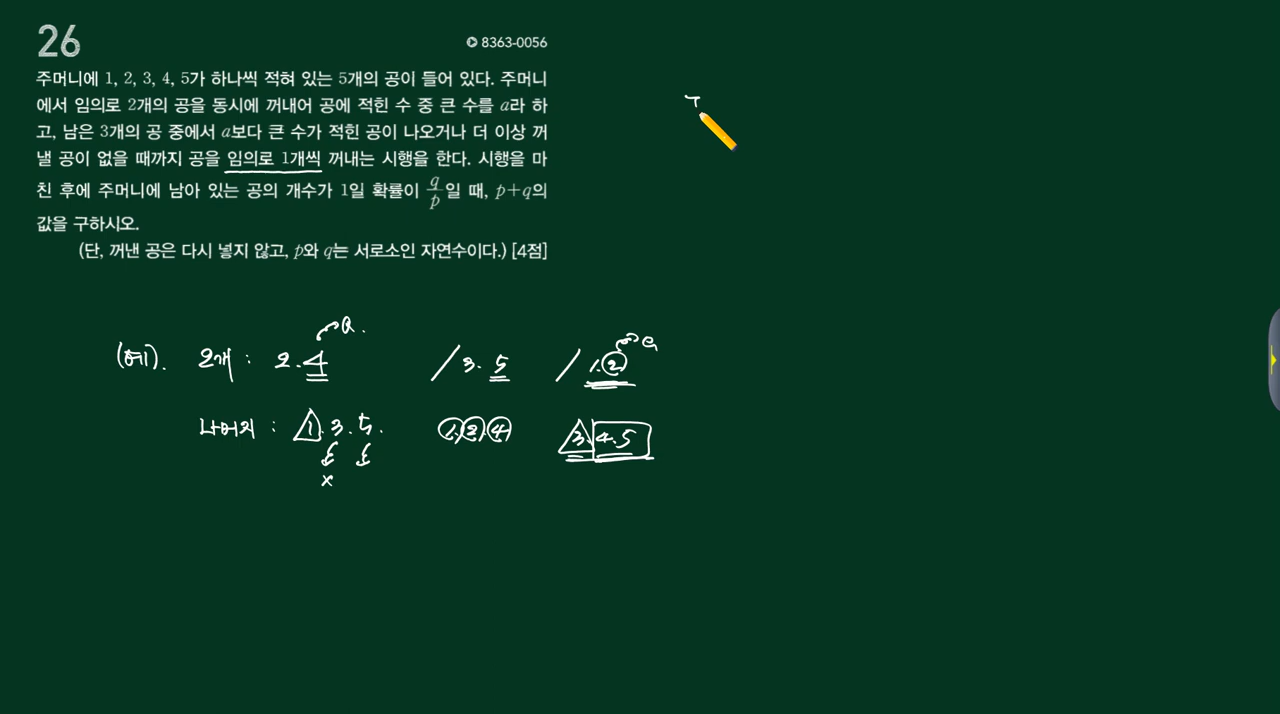 26
8363-0056
주머니에 1, 2, 3, 4, 5가 하나씩 적혀 있는 5개의 공이 들어 있다. 주머니
에서 임의로 2개의 공을 동시에 꺼내어 공에 적힌 수 중 큰 수를 a라 하
고, 남은 3개의 공 중에서 a보다 큰 수가 적힌 공이 나오거나 더 이상 꺼
낼 공이 없을 때까지 공을 임의로 1개씩 꺼내는 시행을 한다. 시행을 마
친 후에 주머니에 남아 있는 공의 개수가 1일 확률이 q/p일 때, p+q의
값을 구하시오.
(단, 꺼낸 공은 다시 넣지 않고, p와 q는 서로소인 자연수이다.) [4점]
a. a
(예). 2개 : 2. 4 / 3. 5 / 1. 2
나머지 : 1. 3. 5. 1. 2. 4 3. 4. 5
x